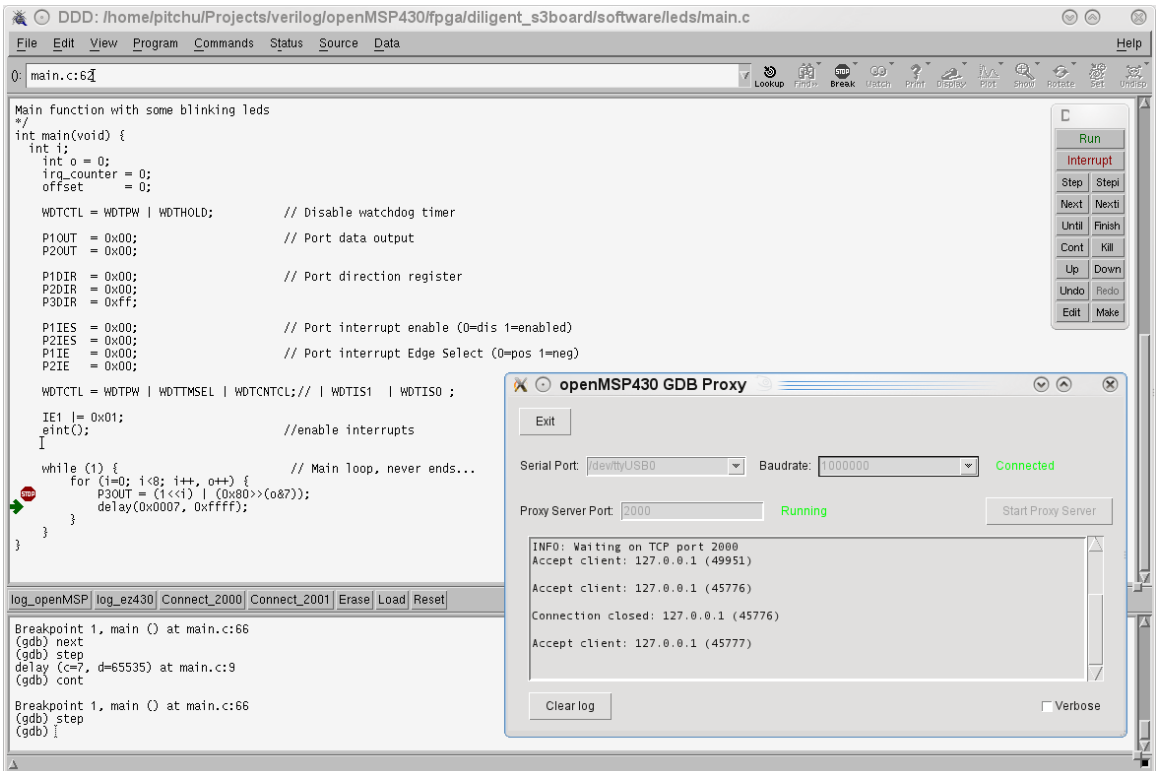 DDD: /home/pitchu/Projects/verilog/openMSP430/fpga/diligent_s3board/software/leds/main.c
File Edit View Program Commands Status Source Data Help
(): main.c:62
Lookup Find» Break Watch Print Display Plot Show Rotate Set Undisp
Main function with some blinking leds
*/
int main(void) {
int i;
int o = 0;
irq_counter = 0;
offset      = 0;
WDTCTL = WDTPW | WDTHOLD;          // Disable watchdog timer
P1OUT  = 0x00;                     // Port data output
P2OUT  = 0x00;
P1DIR  = 0x00;                     // Port direction register
P2DIR  = 0x00;
P3DIR  = 0xff;
P1IES  = 0x00;                     // Port interrupt enable (0=dis 1=enabled)
P2IES  = 0x00;
P1IE   = 0x00;                     // Port interrupt Edge Select (0=pos 1=neg)
P2IE   = 0x00;
WDTCTL = WDTPW | WDTTMSEL | WDTCNTCL;// | WDTIS1  | WDTIS0 ;
IE1 |= 0x01;
eint();                            //enable interrupts
while (1) {                         // Main loop, never ends...
for (i=0; i<8; i++, o++) {
STOP
P3OUT = (1<<i) | (0x80>>(o&7));
delay(0x0007, 0xffff);
}
}
}
D
Run
Interrupt
Step Stepi
Next Nexti
Until Finish
Cont Kill
Up Down
Undo Redo
Edit Make
log_openMSP log_ez430 Connect_2000 Connect_2001 Erase Load Reset
Breakpoint 1, main () at main.c:66
(gdb) next
(gdb) step
delay (c=7, d=65535) at main.c:9
(gdb) cont
Breakpoint 1, main () at main.c:66
(gdb) step
(gdb)
openMSP430 GDB Proxy
Exit
Serial Port: /dev/ttyUSB0 Baudrate: 1000000 Connected
Proxy Server Port: 2000 Running Start Proxy Server
INFO: Waiting on TCP port 2000
Accept client: 127.0.0.1 (49951)
Accept client: 127.0.0.1 (45776)
Connection closed: 127.0.0.1 (45776)
Accept client: 127.0.0.1 (45777)
Clear log Verbose